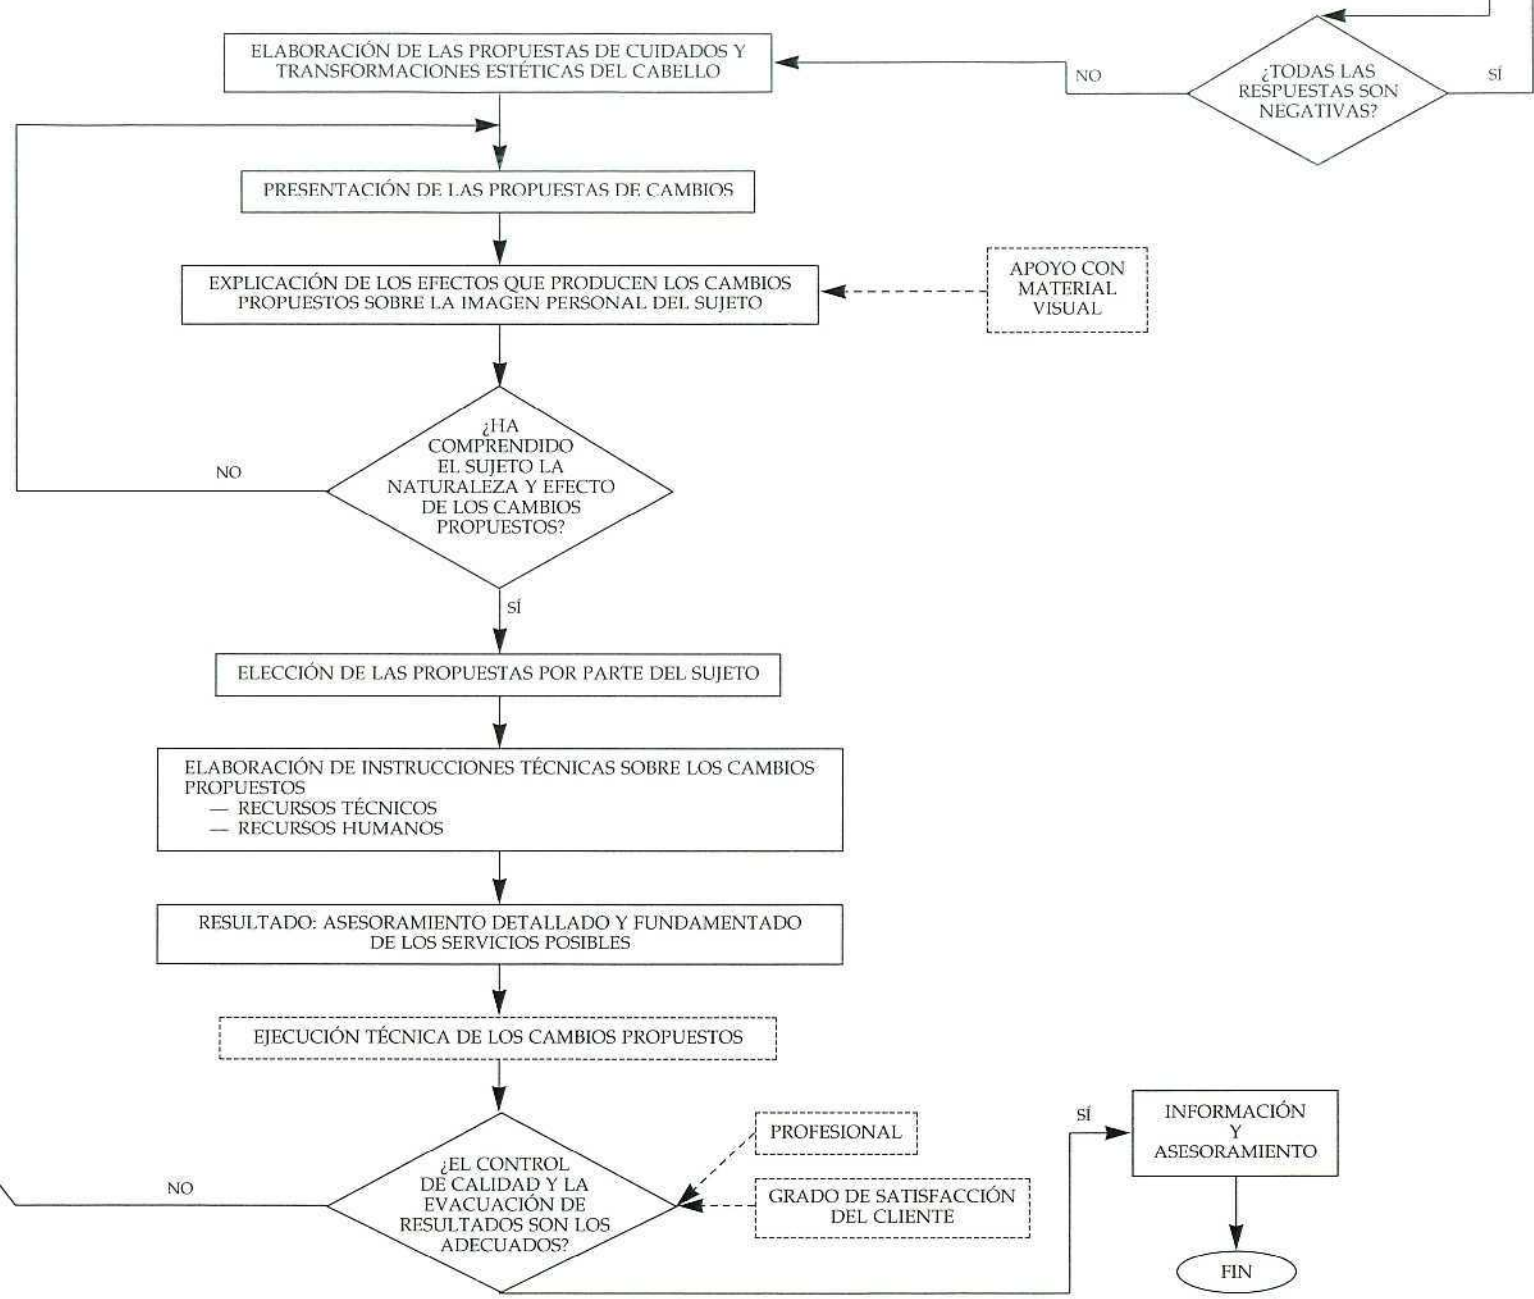 ELABORACIÓN DE LAS PROPUESTAS DE CUIDADOS Y
TRANSFORMACIONES ESTÉTICAS DEL CABELLO
NO
¿TODAS LAS
RESPUESTAS SON
NEGATIVAS?
SÍ
PRESENTACIÓN DE LAS PROPUESTAS DE CAMBIOS
EXPLICACIÓN DE LOS EFECTOS QUE PRODUCEN LOS CAMBIOS
PROPUESTOS SOBRE LA IMAGEN PERSONAL DEL SUJETO
APOYO CON
MATERIAL
VISUAL
¿HA
COMPRENDIDO
EL SUJETO LA
NATURALEZA Y EFECTO
DE LOS CAMBIOS
PROPUESTOS?
NO
SÍ
ELECCIÓN DE LAS PROPUESTAS POR PARTE DEL SUJETO
ELABORACIÓN DE INSTRUCCIONES TÉCNICAS SOBRE LOS CAMBIOS
PROPUESTOS
— RECURSOS TÉCNICOS
— RECURSOS HUMANOS
RESULTADO: ASESORAMIENTO DETALLADO Y FUNDAMENTADO
DE LOS SERVICIOS POSIBLES
EJECUCIÓN TÉCNICA DE LOS CAMBIOS PROPUESTOS
¿EL CONTROL
DE CALIDAD Y LA
EVACUACIÓN DE
RESULTADOS SON LOS
ADECUADOS?
NO
PROFESIONAL
GRADO DE SATISFACCIÓN
DEL CLIENTE
SÍ
INFORMACIÓN
Y
ASESORAMIENTO
FIN